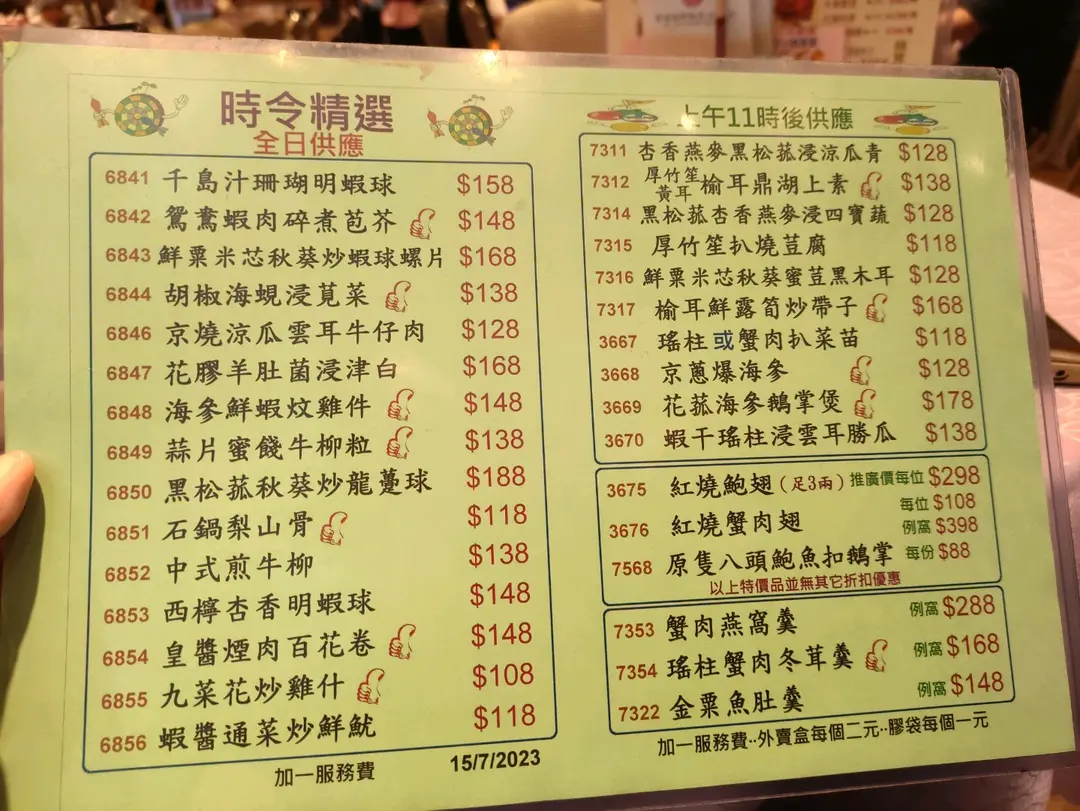 時令精選
全日供應
6841 千島汁珊瑚明蝦球 $158
6842 鴛鴦蝦肉碎煮苞芥 $148
6843 鮮粟米芯秋葵炒蝦球螺片 $168
6844 胡椒海蜆浸莧菜 $138
6846 京燒涼瓜雲耳牛仔肉 $128
6847 花膠羊肚菌浸津白 $168
6848 海參鮮蝦炆雞件 $148
6849 蒜片蜜餞牛柳粒 $138
6850 黑松菰秋葵炒龍躉球 $188
6851 石鍋梨山骨 $118
6852 中式煎牛柳 $138
6853 西檸杏香明蝦球 $148
6854 皇醬煙肉百花卷 $148
6855 九菜花炒雞什 $108
6856 蝦醬通菜炒鮮魷 $118
加一服務費 15/7/2023
上午11時後供應
7311 杏香燕麥黑松菰浸涼瓜青 $128
7312 厚竹笙黃耳榆耳鼎湖上素 $138
7314 黑松菰杏香燕麥浸四寶蔬 $128
7315 厚竹笙扒燒荳腐 $118
7316 鮮粟米芯秋葵蜜荳黑木耳 $128
7317 榆耳鮮露筍炒帶子 $168
3667 瑤柱或蟹肉扒菜苗 $118
3668 京蔥爆海參 $128
3669 花菰海參鵝掌煲 $178
3670 蝦干瑤柱浸雲耳勝瓜 $138
3675 紅燒鮑翅(足3兩) 推廣價每位 $298
3676 紅燒蟹肉翅 每位 $108
例窩 $398
7568 原隻八頭鮑魚扣鵝掌 每份 $88
以上特價品並無其它折扣優惠
7353 蟹肉燕窩羹 例窩 $288
7354 瑤柱蟹肉冬茸羹 例窩 $168
7322 金粟魚肚羹 例窩 $148
加一服務費··外賣盒每個二元··膠袋每個一元